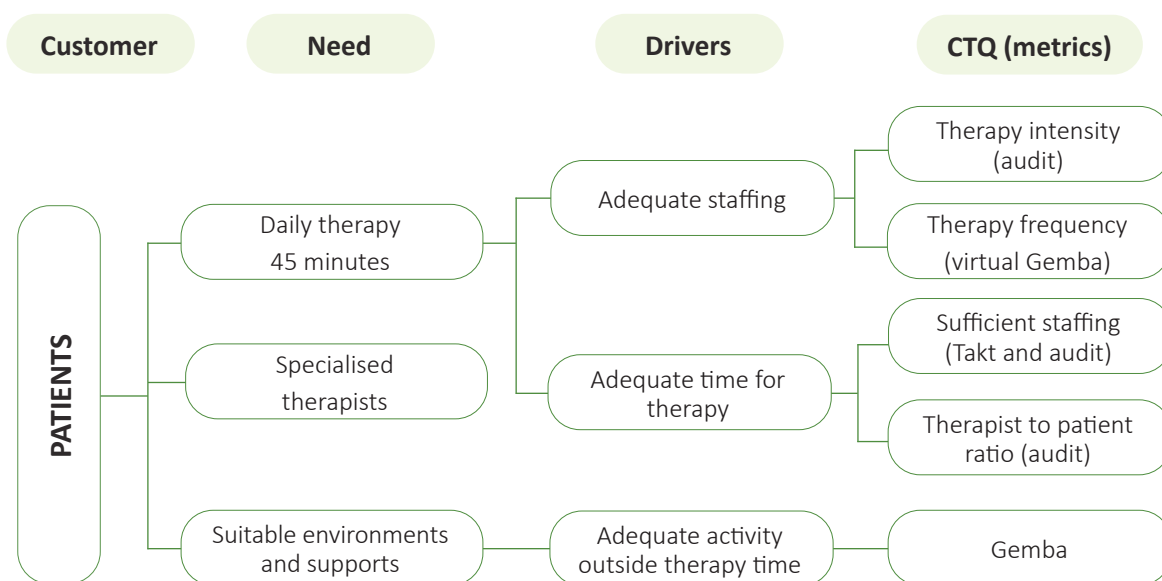 Customer
Need
Drivers
CTQ (metrics)
PATIENTS
Daily therapy
45 minutes
Specialised
therapists
Suitable environments
and supports
Adequate staffing
Adequate time for
therapy
Adequate activity
outside therapy time
Therapy intensity
(audit)
Therapy frequency
(virtual Gemba)
Sufficient staffing
(Takt and audit)
Therapist to patient
ratio (audit)
Gemba